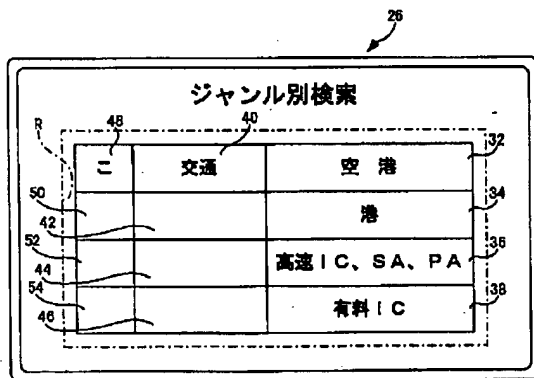 26
ジャンル別検索
R 48 40 32
こ 交通 空 港
50 34
42 港
52 36
44 高速IC、SA、PA
54 38
46 有料IC